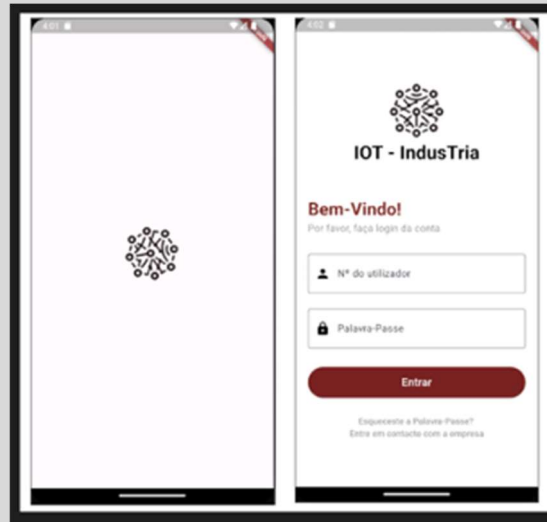 4:01
4:02
IOT - IndusTria
Bem-Vindo!
Por favor, faça login da conta
Nº do utilizador
Palavra-Passe
Entrar
Esqueceste a Palavra-Passe?
Entre em contacto com a empresa